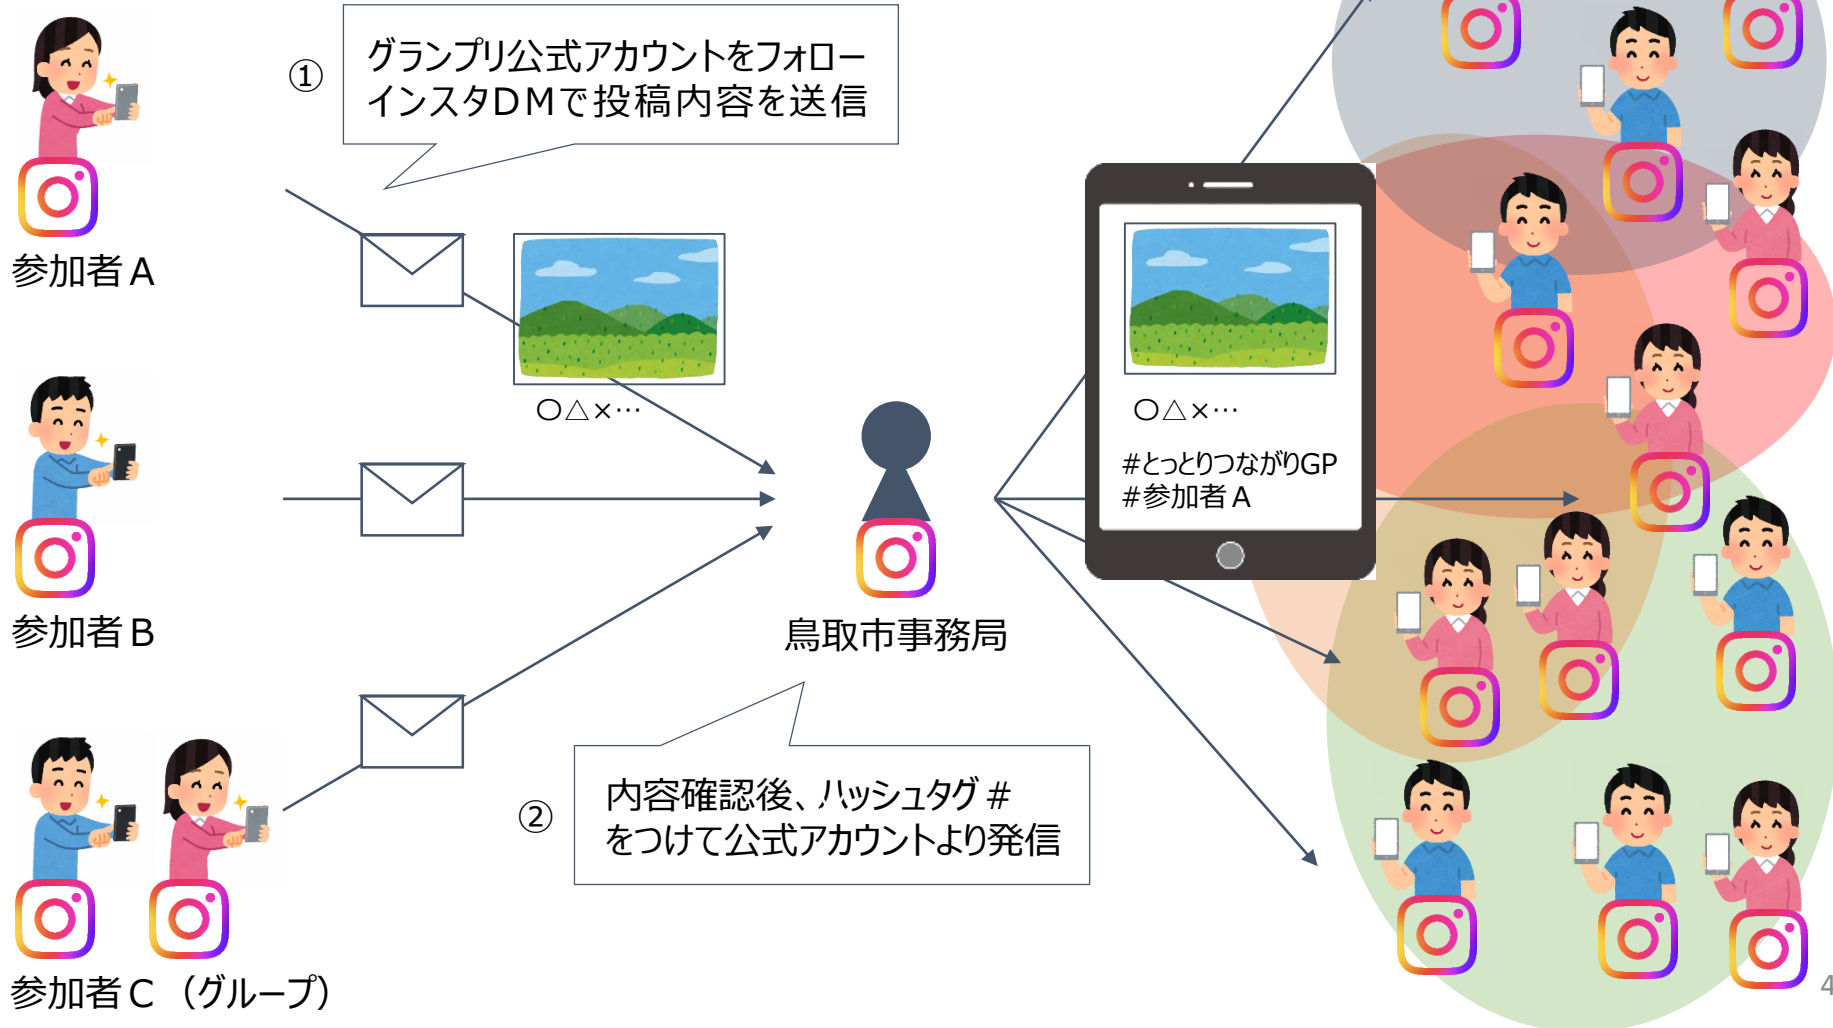 ①
グランプリ公式アカウントをフォロー
インスタDMで投稿内容を送信
参加者A
〇△×…
参加者B
鳥取市事務局
〇△×…
#とっとりつながりGP
#参加者A
②
内容確認後、ハッシュタグ#
をつけて公式アカウントより発信
参加者C（グループ）
4